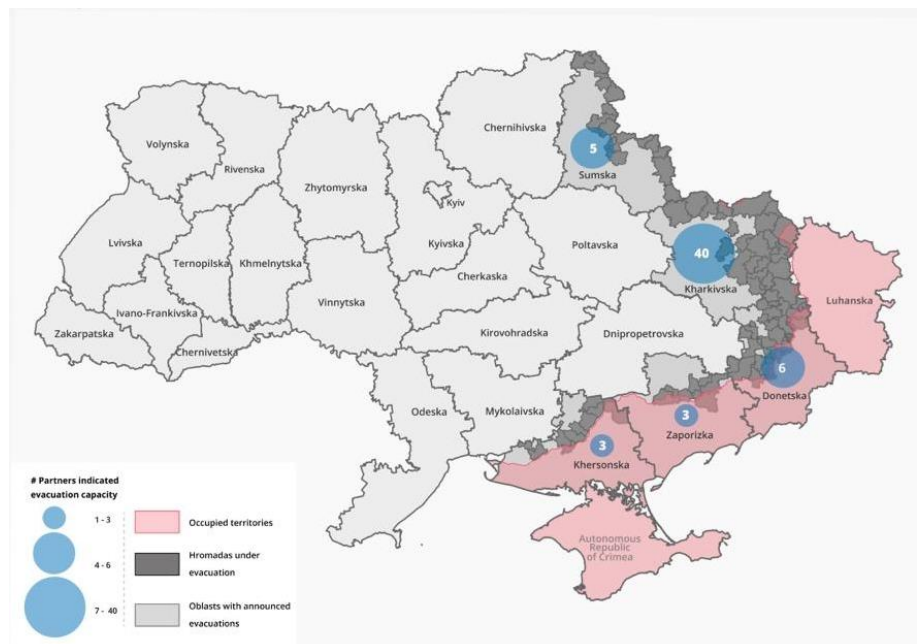 Volynska
Rivenska
Zhytomyrska
Chernihivska
5
Sumska
Kyiv
Lvivska
Ternopilska
Khmelnytska
Kyivska
Poltavska
40
Kharkivska
Cherkaska
Vinnytska
Luhanska
Ivano-Frankivska
Zakarpatska
Chernivetska
Kirovohradska
Dnipropetrovska
6
Donetska
Odeska
Mykolaivska
3
Zaporizka
3
Khersonska
Autonomous
Republic
of Crimea
# Partners indicated
evacuation capacity
1 - 3
4 - 6
7 - 40
Occupied territories
Hromadas under
evacuation
Oblasts with announced
evacuations